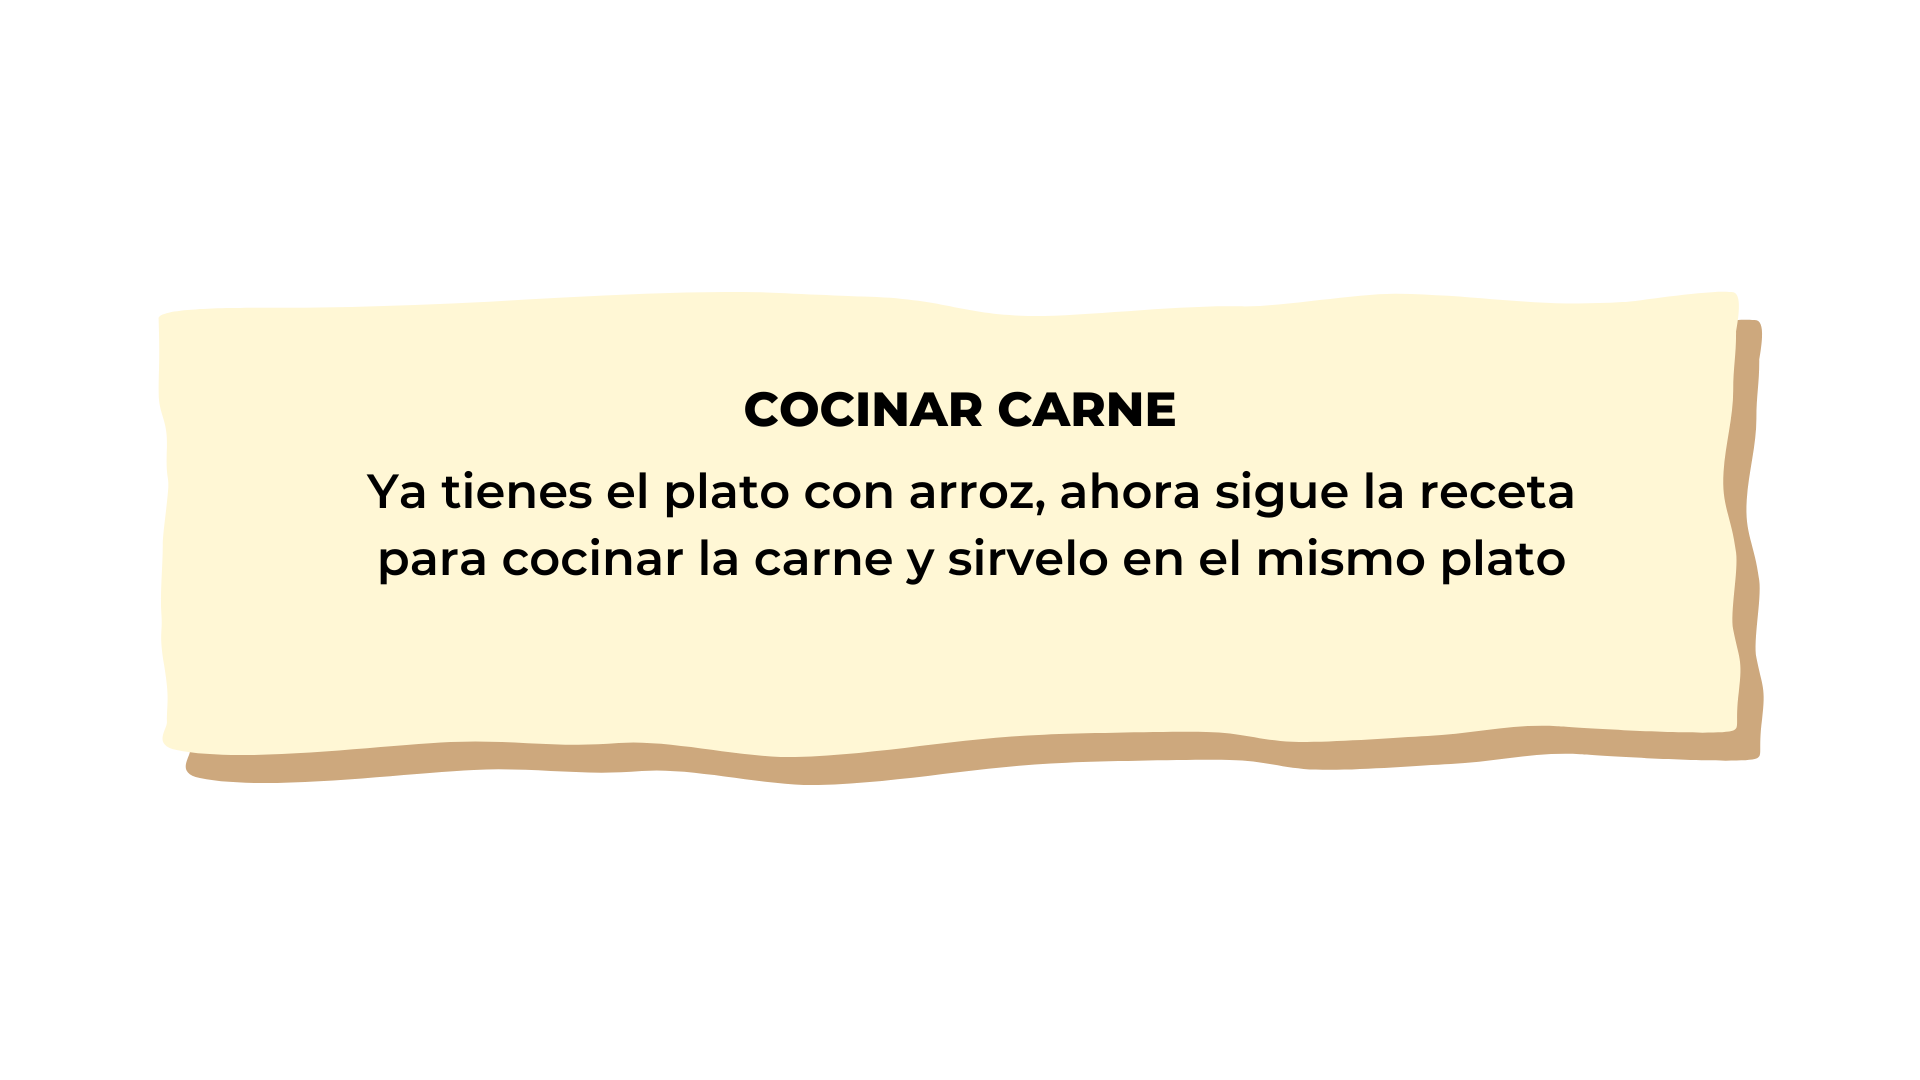 COCINAR CARNE
Ya tienes el plato con arroz, ahora sigue la receta
para cocinar la carne y sirvelo en el mismo plato